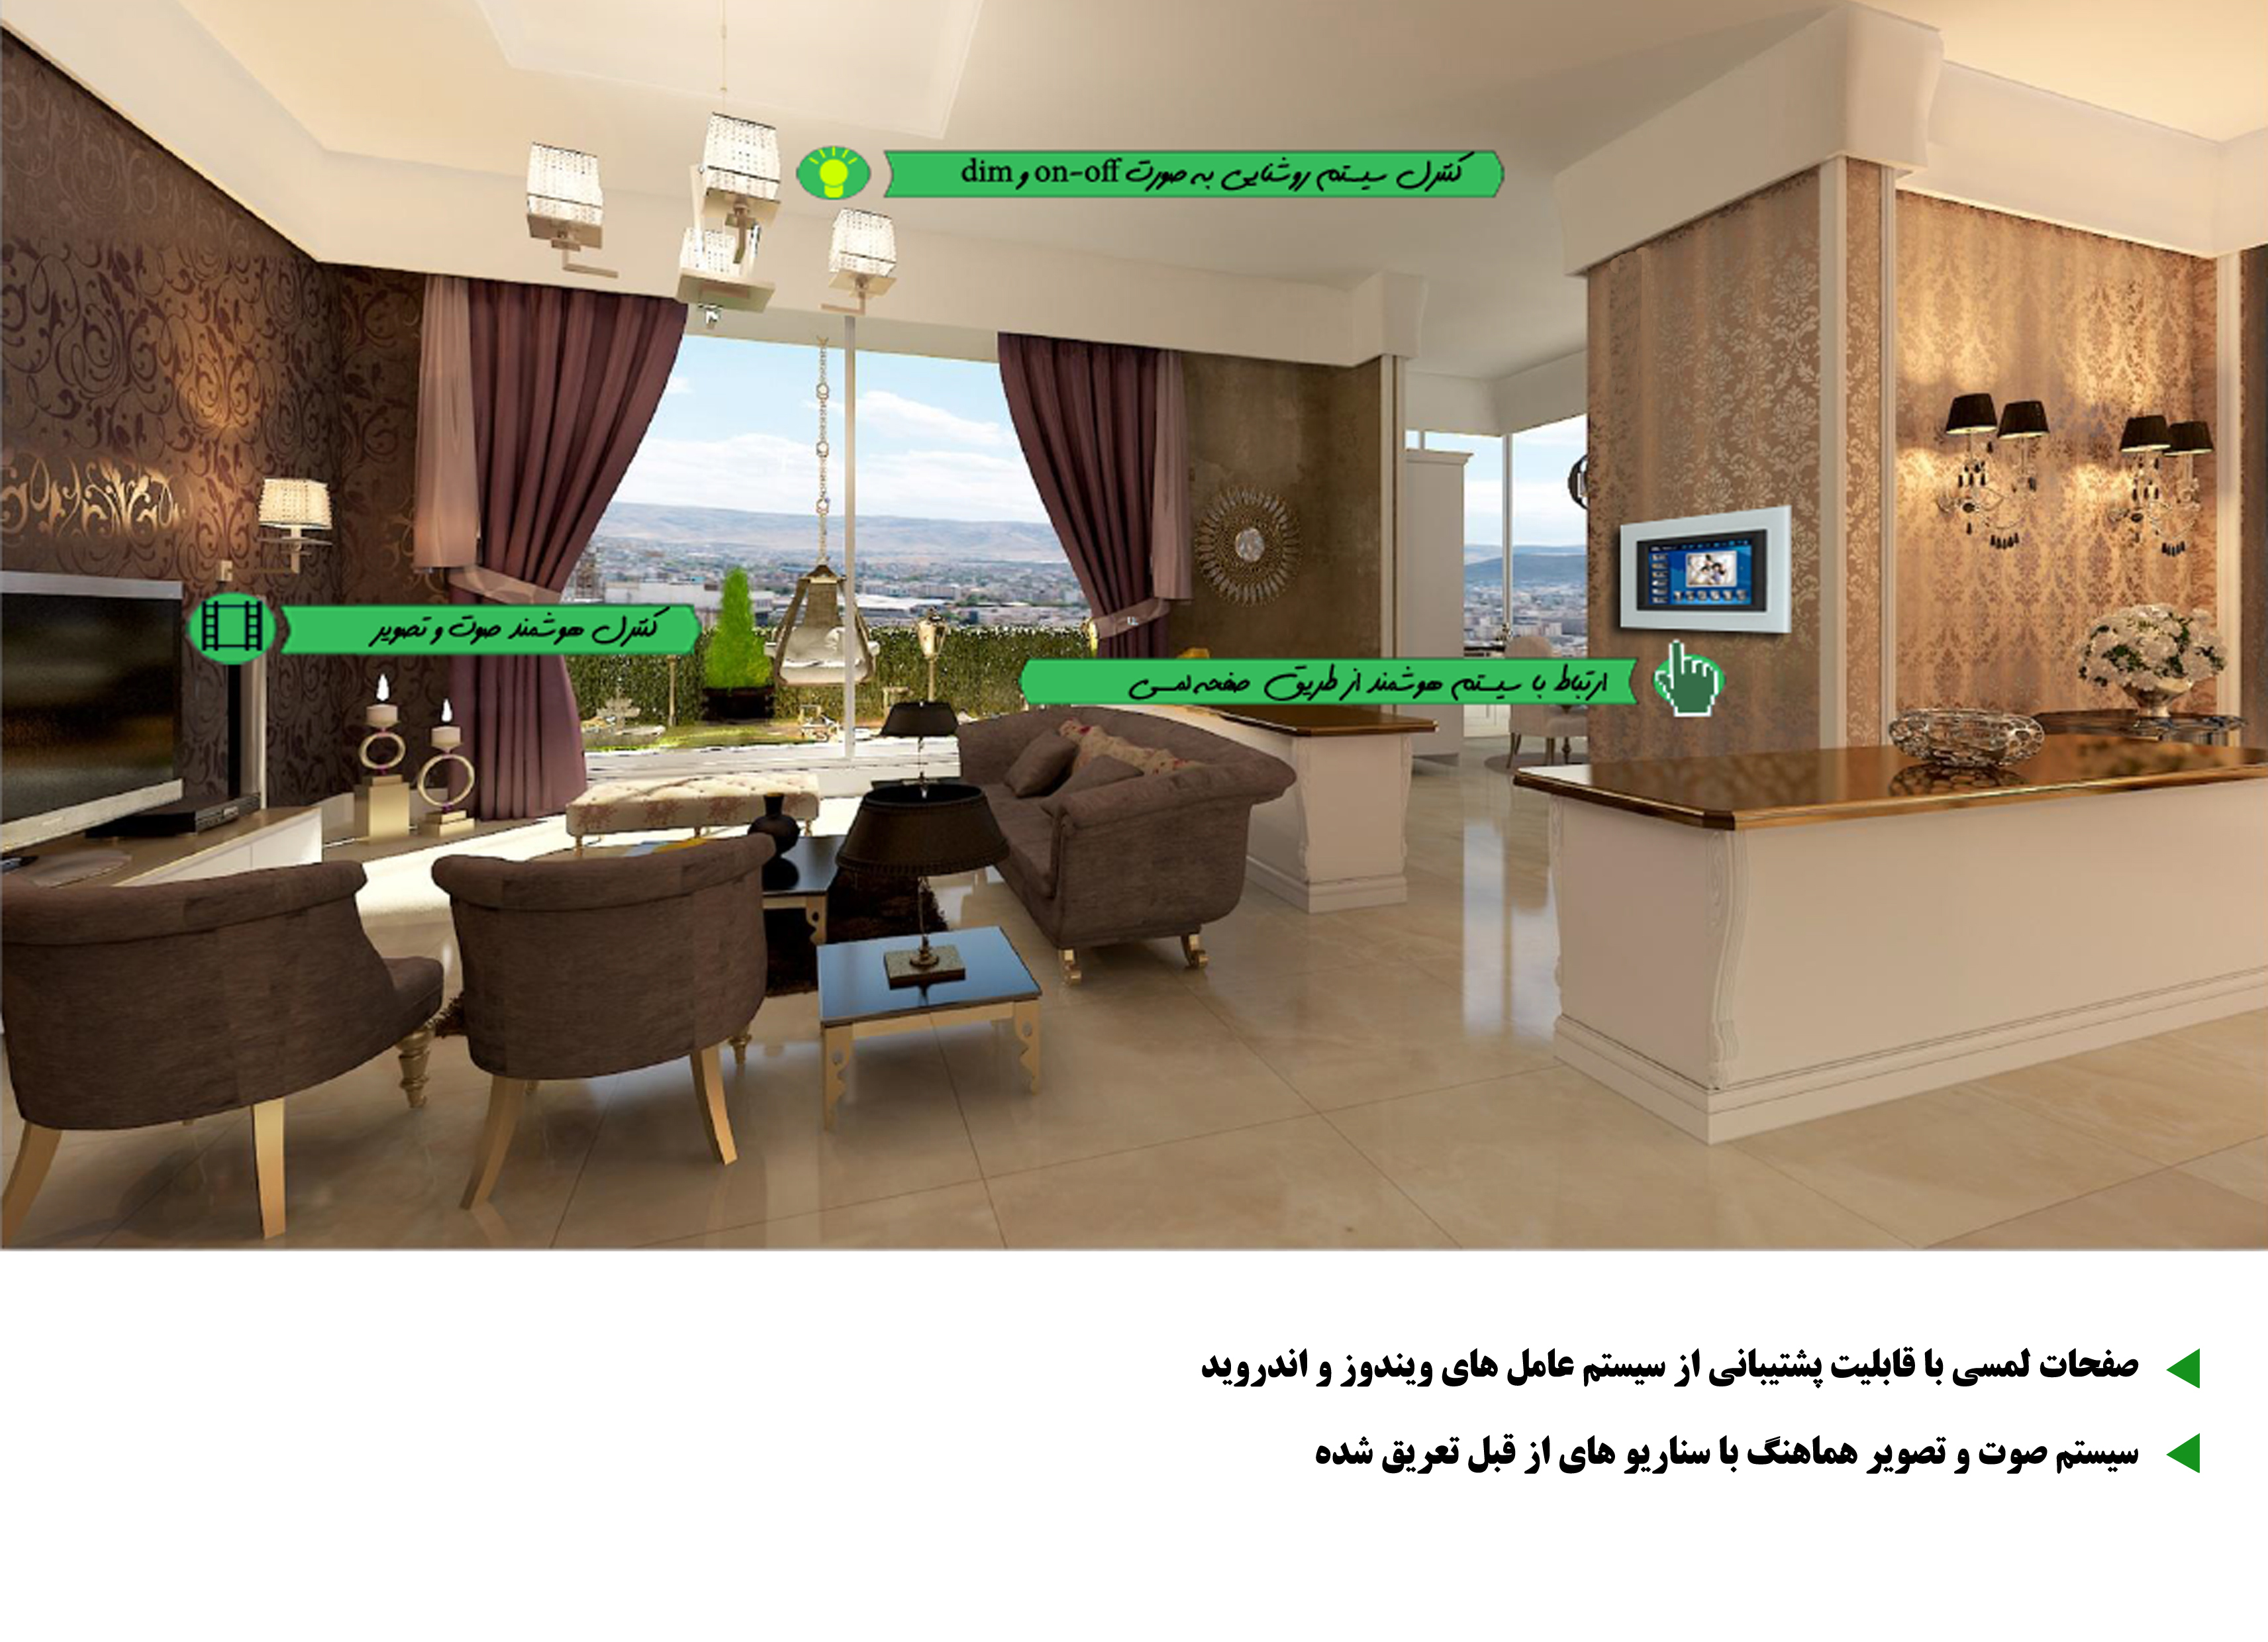 کنترل سیستم روشنایی به صورت on-off و dim
کنترل هوشمند صوت و تصویر
ارتباط با سیستم هوشمند از طریق صفحه لمسی
صفحات لمسی با قابلیت پشتیبانی از سیستم عامل های ویندوز و اندروید
سیستم صوت و تصویر هماهنگ با سناریو های از قبل تعریق شده